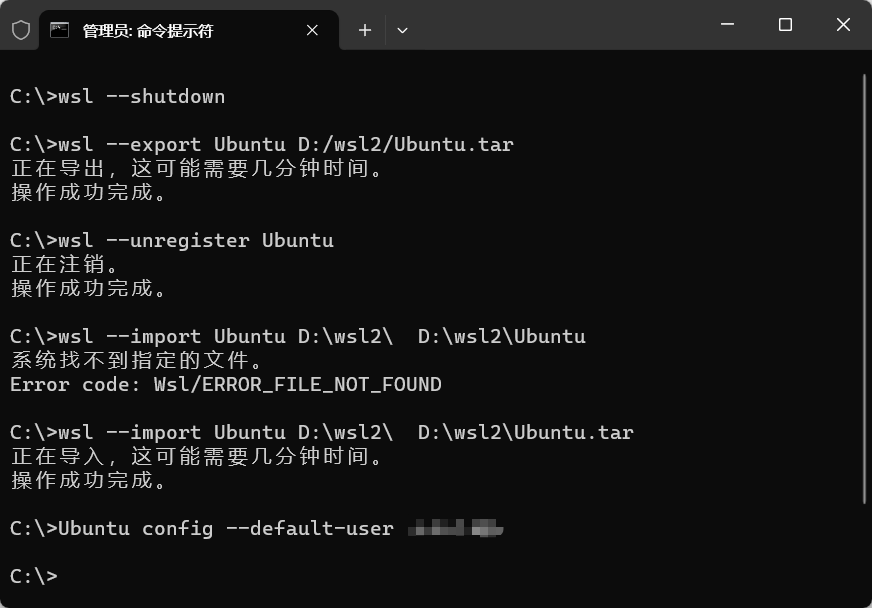 管理员: 命令提示符
C:\>wsl --shutdown
C:\>wsl --export Ubuntu D:/wsl2/Ubuntu.tar
正在导出，这可能需要几分钟时间。
操作成功完成。
C:\>wsl --unregister Ubuntu
正在注销。
操作成功完成。
C:\>wsl --import Ubuntu D:\wsl2\  D:\wsl2\Ubuntu
系统找不到指定的文件。
Error code: Wsl/ERROR_FILE_NOT_FOUND
C:\>wsl --import Ubuntu D:\wsl2\  D:\wsl2\Ubuntu.tar
正在导入，这可能需要几分钟时间。
操作成功完成。
C:\>Ubuntu config --default-user
C:\>